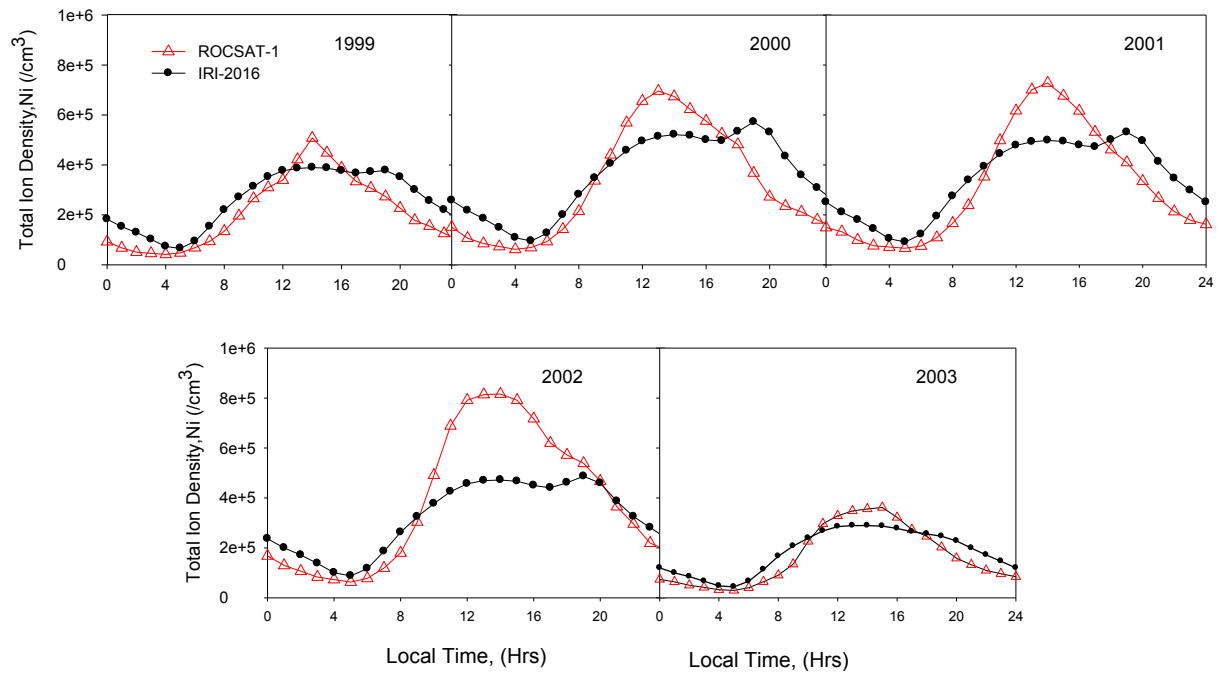 1e+6
8e+5
6e+5
4e+5
2e+5
0
Total Ion Density,Ni (/cm3)
1999
ROCSAT-1
IRI-2016
2000
2001
0 4 8 12 16 20 0 4 8 12 16 20 0 4 8 12 16 20 24
1e+6
8e+5
6e+5
4e+5
2e+5
0
Total Ion Density,Ni (/cm3)
2002
2003
0 4 8 12 16 20 0 4 8 12 16 20 24
Local Time, (Hrs) Local Time, (Hrs)